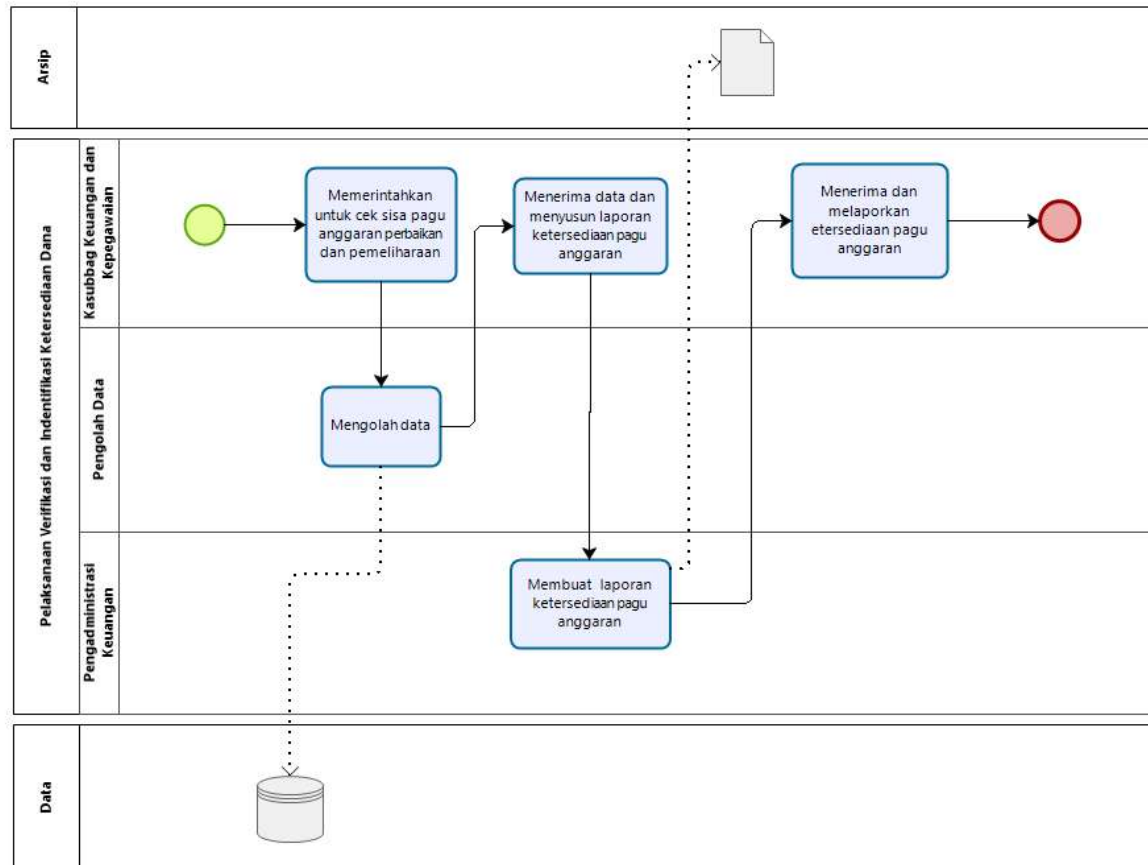 Arsip
Pelaksanaan Verifikasi dan Indentifikasi Ketersediaan Dana
Kasubbag Keuangan dan
Kepegawaian
Memerintahkan
untuk cek sisa pagu
anggaran perbaikan
dan pemeliharaan
Menerima data dan
menyusun laporan
ketersediaan pagu
anggaran
Menerima dan
melaporkan
etersediaan pagu
anggaran
Pengolah Data
Mengolah data
Pengadministrasi
Keuangan
Membuat laporan
ketersediaan pagu
anggaran
Data